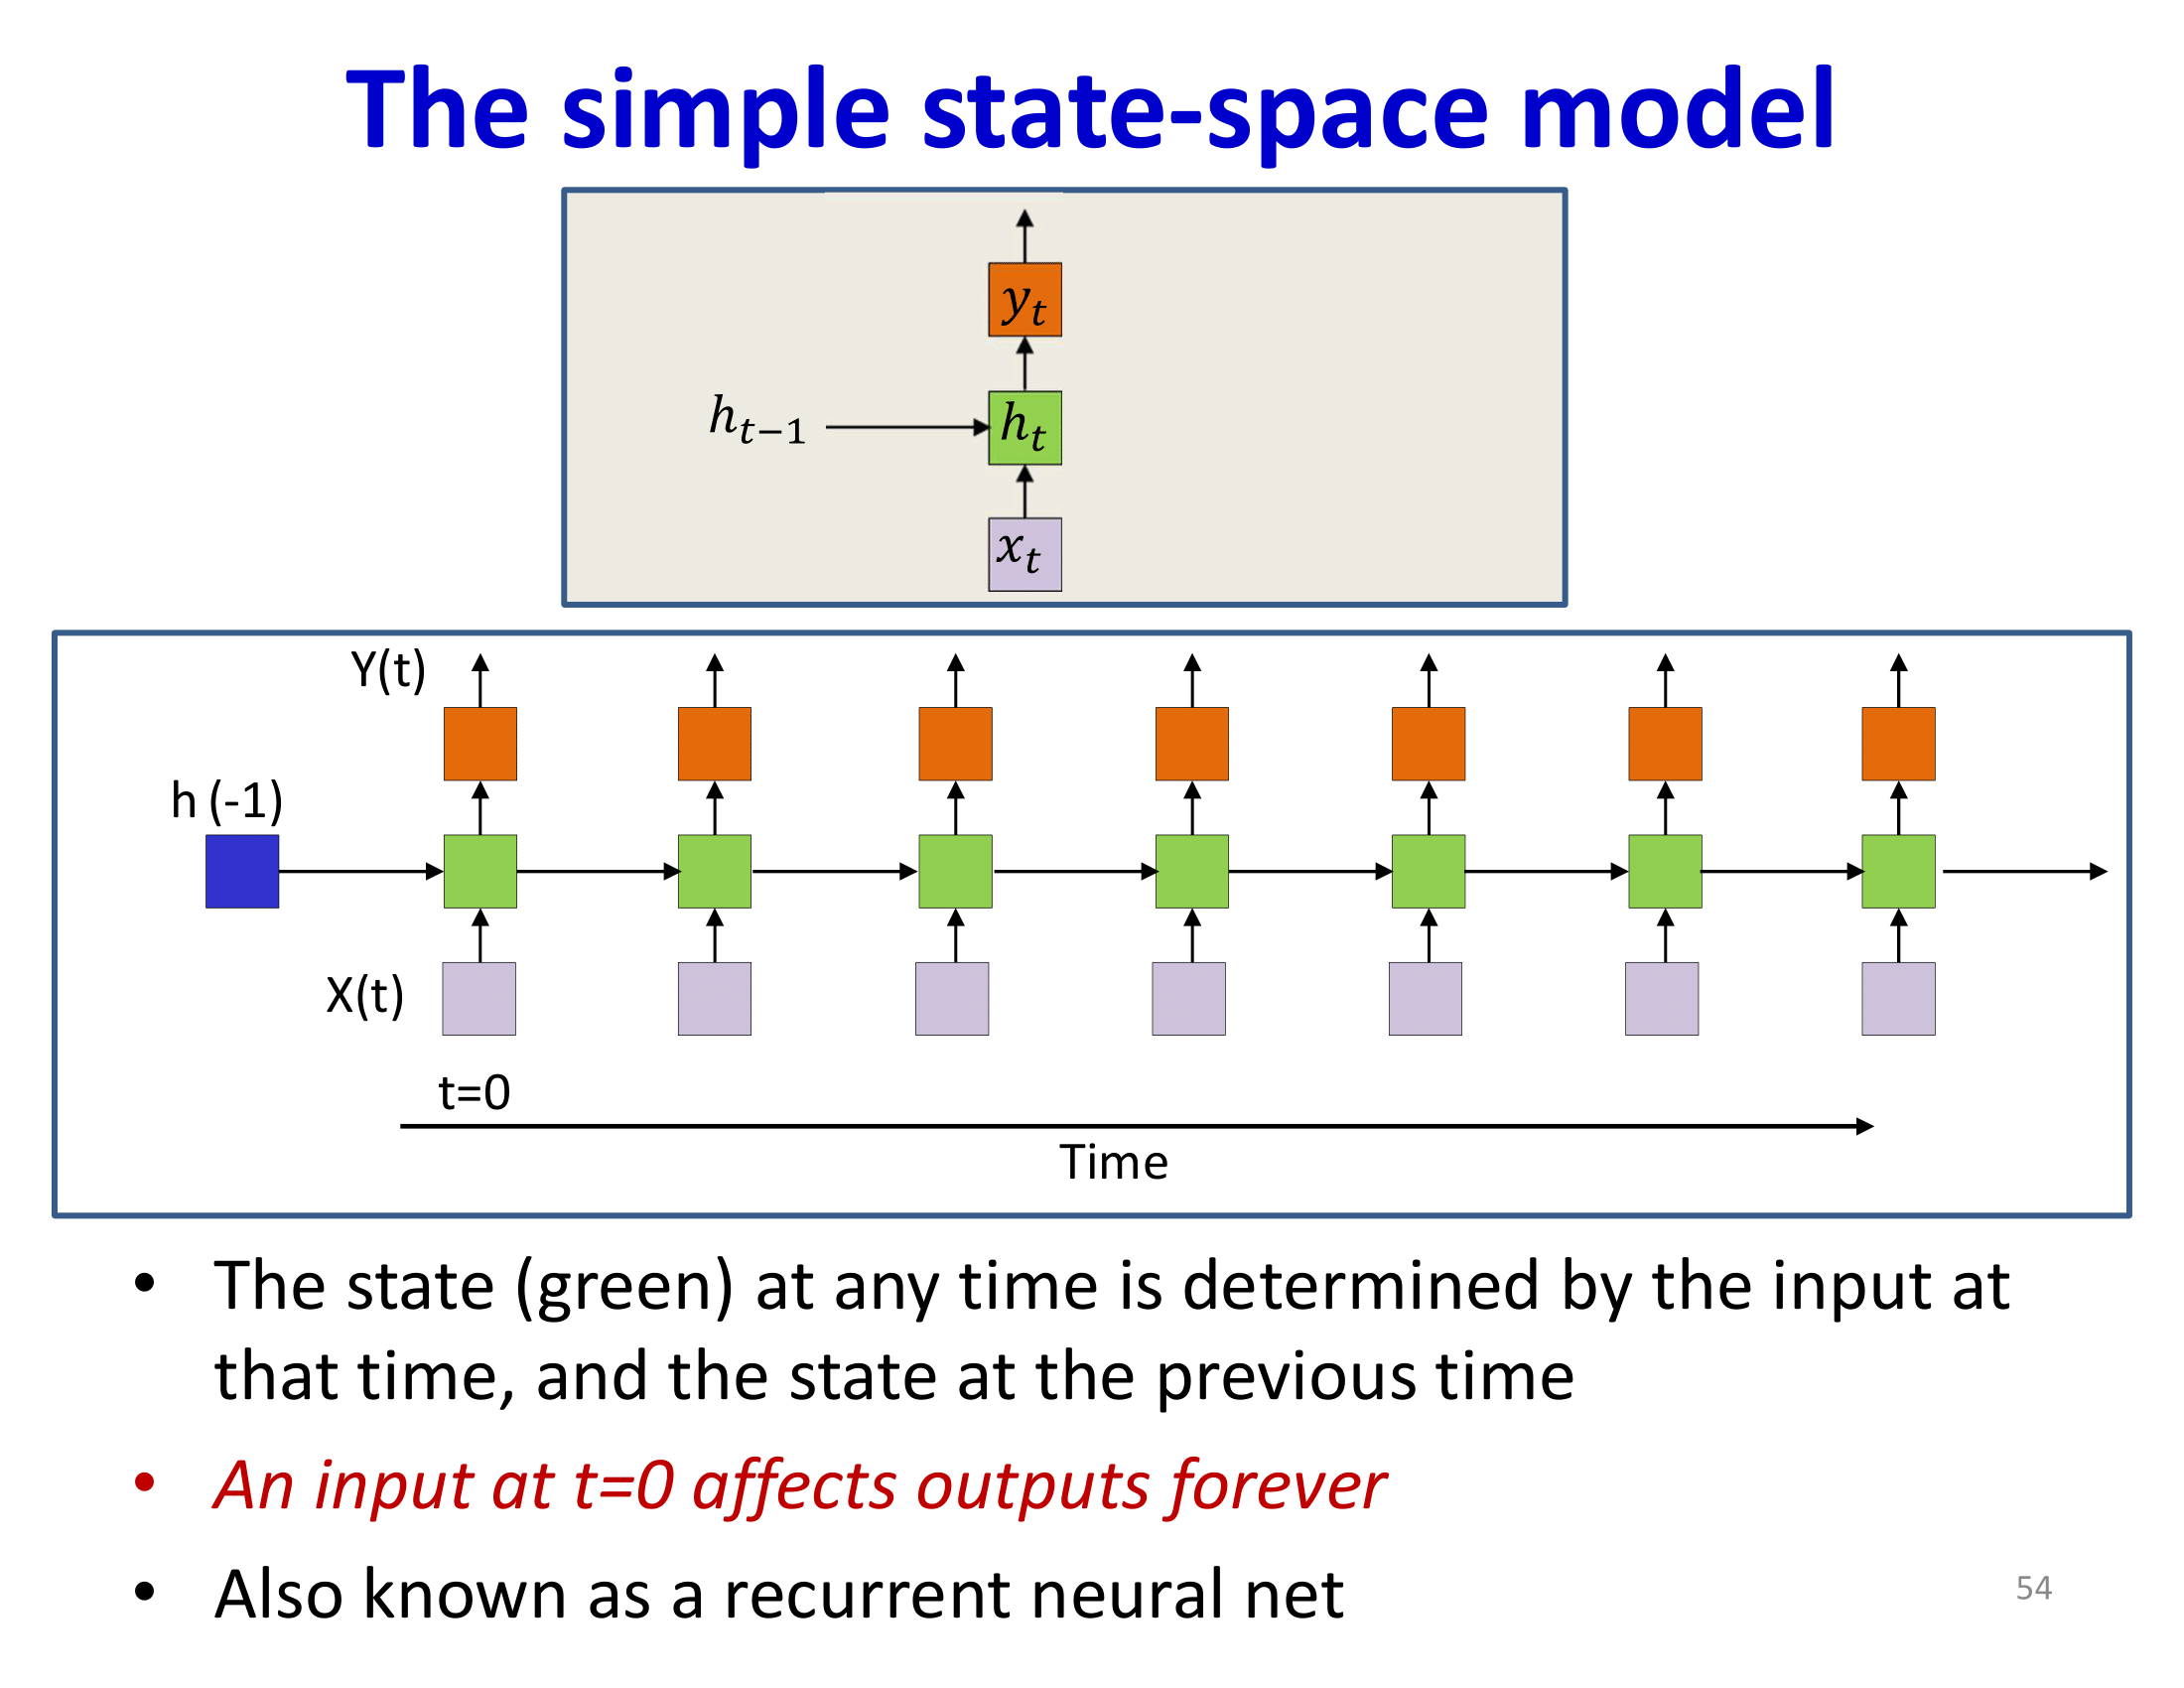 The simple state-space model
y_t
h_{t-1}
h_t
x_t
Y(t)
h (-1)
X(t)
t=0
Time
• The state (green) at any time is determined by the input at
that time, and the state at the previous time
• An input at t=0 affects outputs forever
• Also known as a recurrent neural net
54